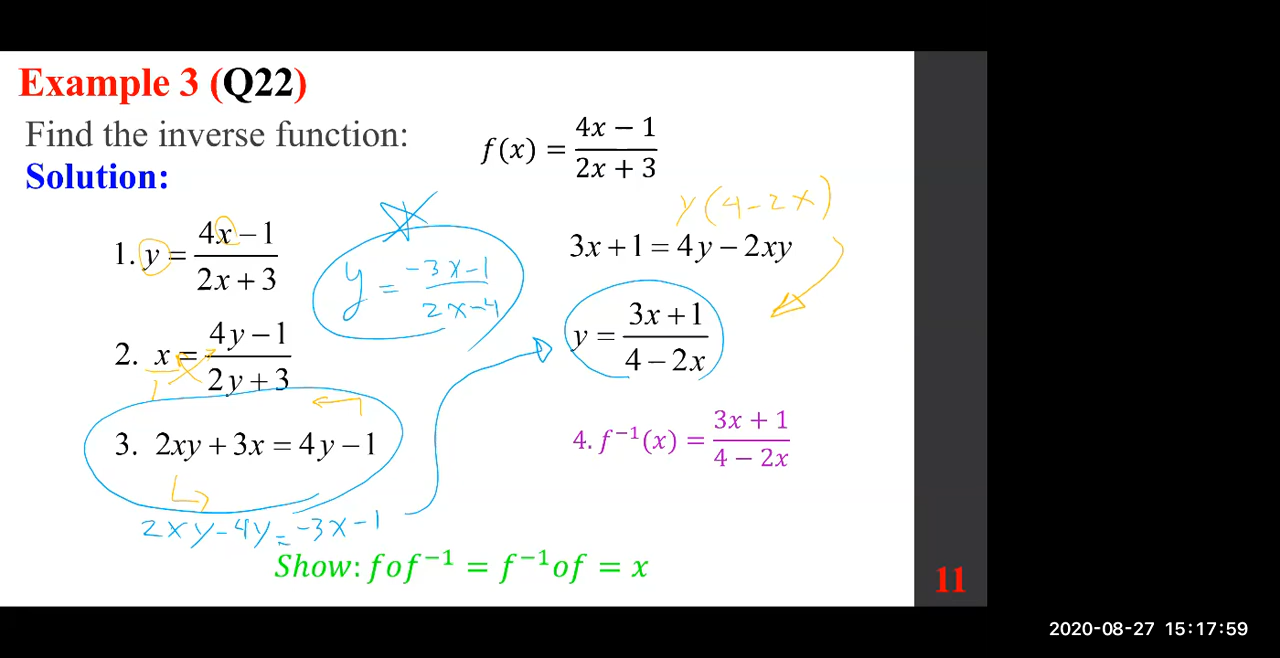 Example 3 (Q22)
Find the inverse function:
f(x) = (4x − 1)/(2x + 3)
Solution:
1. y = (4x − 1)/(2x + 3)
2. x = (4y − 1)/(2y + 3)
1
3. 2xy + 3x = 4y − 1
2xy − 4y = −3x − 1
y = (−3x − 1)/(2x − 4)
y(4 − 2x)
3x + 1 = 4y − 2xy
y = (3x + 1)/(4 − 2x)
4. f⁻¹(x) = (3x + 1)/(4 − 2x)
Show: fof⁻¹ = f⁻¹of = x
11
2020-08-27 15:17:59